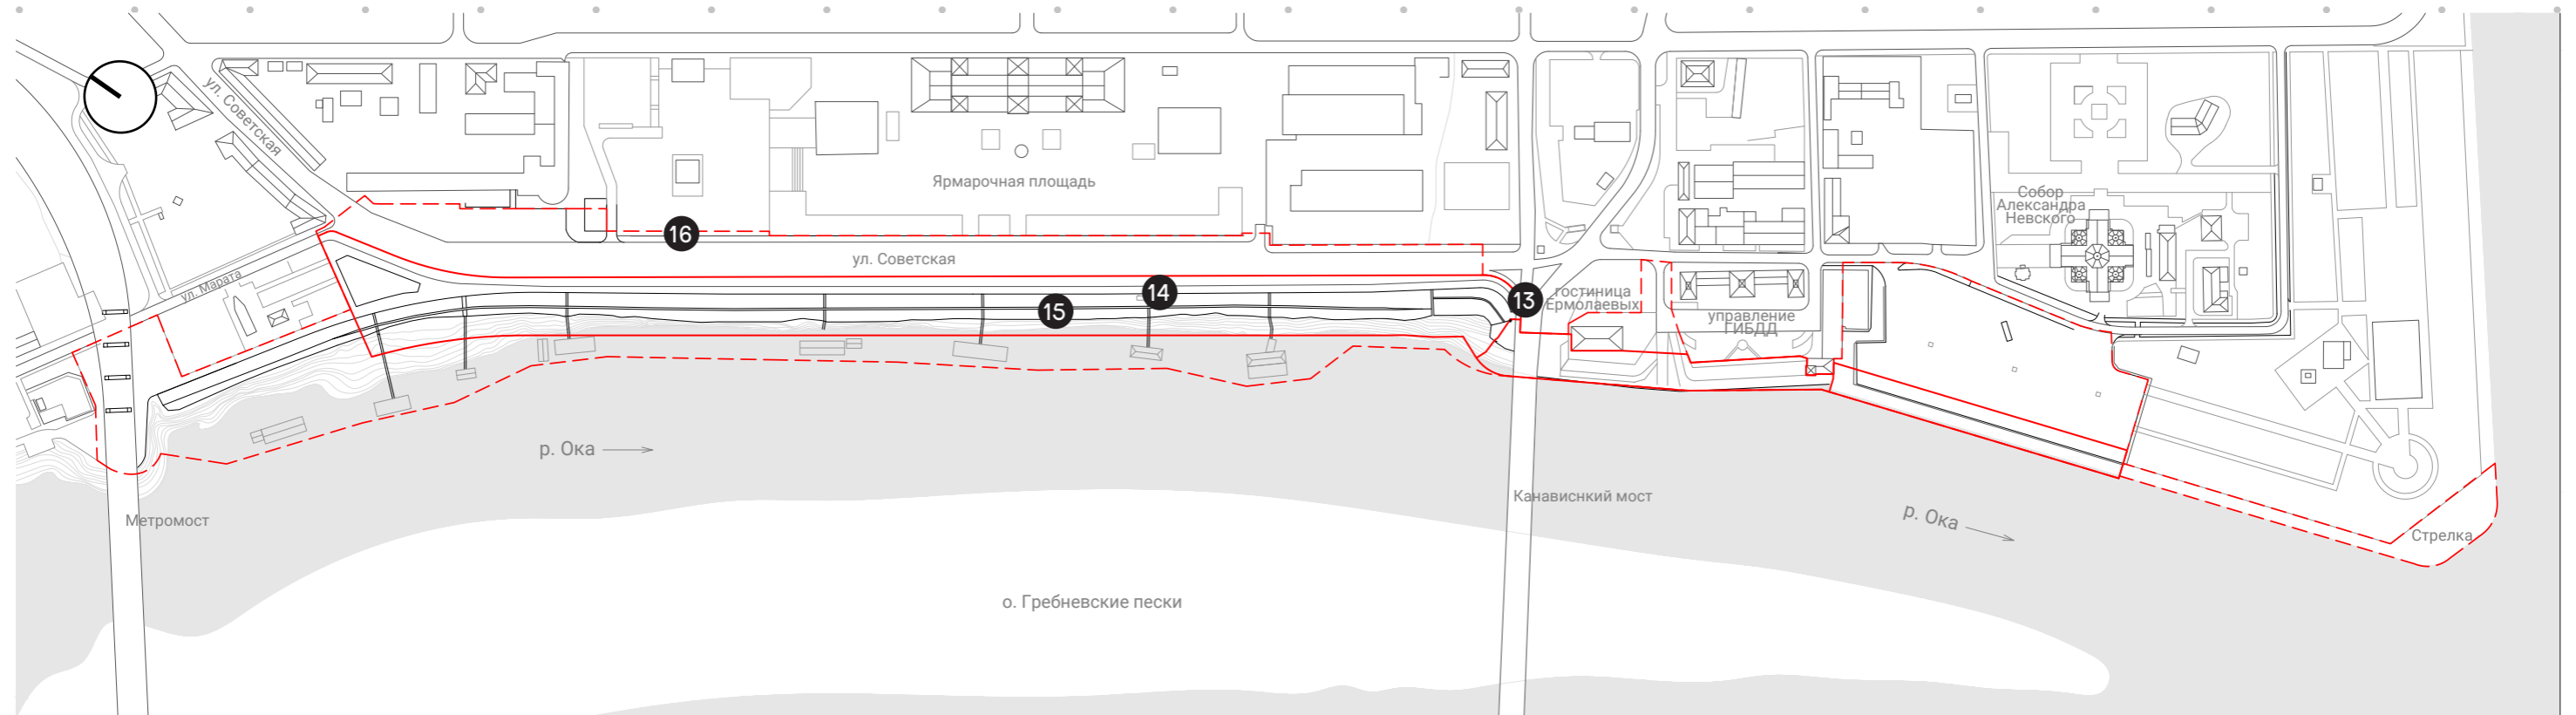 ул. Советская
Ярмарочная площадь
Собор
Александра
Невского
16
ул. Советская
ул. Марата
14
15
13
гостиница
Ермолаевых
управление
ГИБДД
р. Ока
Метромост
Канависнкий мост
р. Ока
Стрелка
о. Гребневские пески